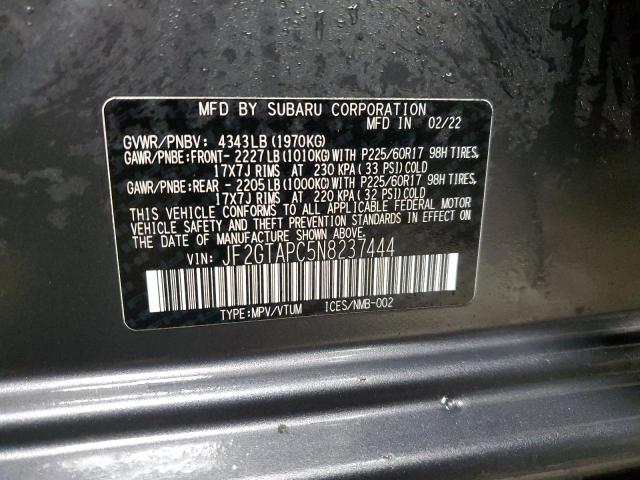 MFD BY SUBARU CORPORATION
MFD IN 02/22
GVWR/PNBV: 4343LB(1970KG)
GAWR/PNBE:FRONT- 2227LB(1010KG)WITH P225/60R17 98H TIRES,
17X7J RIMS AT 230 KPA( 33 PSI)COLD
GAWR/PNBE:REAR - 2205LB(1000KG)WITH P225/60R17 98H TIRES,
17X7J RIMS AT 220 KPA( 32 PSI)COLD
THIS VEHICLE CONFORMS TO ALL APPLICABLE FEDERAL MOTOR
VEHICLE SAFETY AND THEFT PREVENTION STANDARDS IN EFFECT ON
THE DATE OF MANUFACTURE SHOWN ABOVE.
VIN: JF2GTAPC5N8237444
TYPE:MPV/VTUM ICES/NMB-002